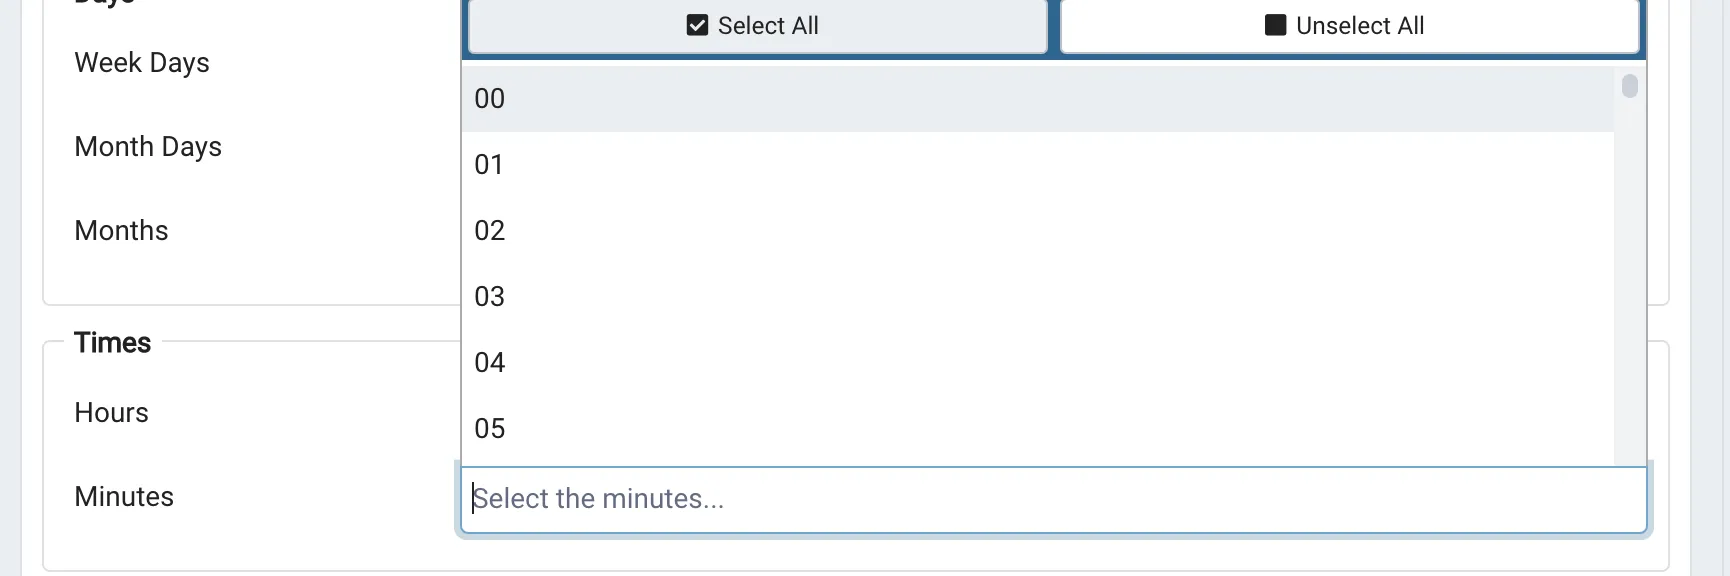 Days
Select All
Unselect All
Week Days
Month Days
Months
00
01
02
03
04
05
Times
Hours
Minutes
Select the minutes...